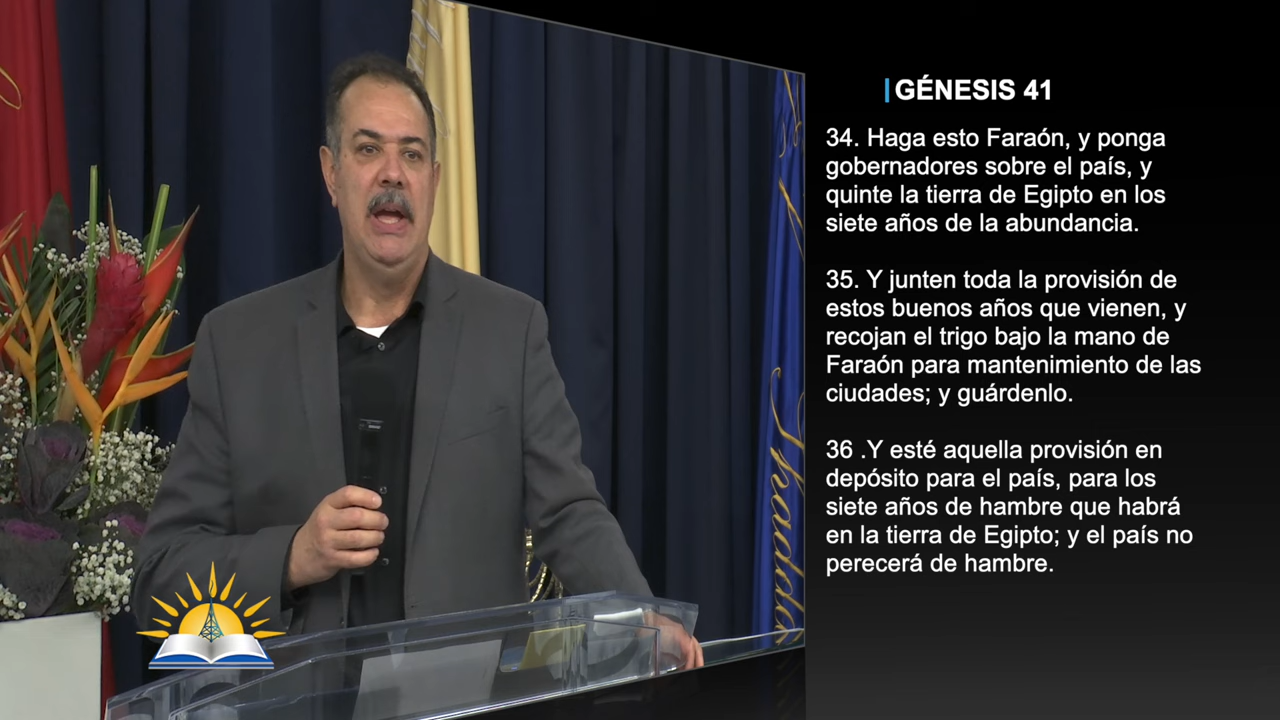 GÉNESIS 41
34. Haga esto Faraón, y ponga
gobernadores sobre el país, y
quinte la tierra de Egipto en los
siete años de la abundancia.
35. Y junten toda la provisión de
estos buenos años que vienen, y
recojan el trigo bajo la mano de
Faraón para mantenimiento de las
ciudades; y guárdenlo.
36 .Y esté aquella provisión en
depósito para el país, para los
siete años de hambre que habrá
en la tierra de Egipto; y el país no
perecerá de hambre.